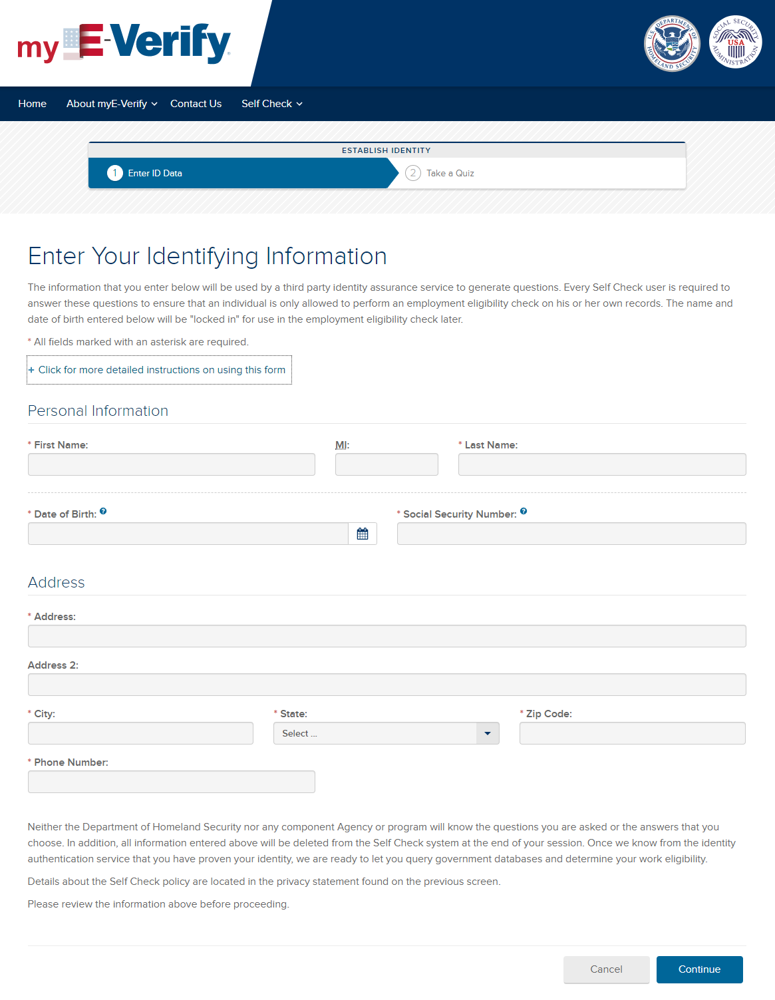 my E-Verify
U.S. DEPARTMENT OF HOMELAND SECURITY
SOCIAL SECURITY ADMINISTRATION
USA
Home About myE-Verify Contact Us Self Check
ESTABLISH IDENTITY
1 Enter ID Data 2 Take a Quiz
Enter Your Identifying Information
The information that you enter below will be used by a third party identity assurance service to generate questions. Every Self Check user is required to
answer these questions to ensure that an individual is only allowed to perform an employment eligibility check on his or her own records. The name and
date of birth entered below will be "locked in" for use in the employment eligibility check later.
* All fields marked with an asterisk are required.
+ Click for more detailed instructions on using this form
Personal Information
* First Name: MI: * Last Name:
* Date of Birth: ? * Social Security Number: ?
Address
* Address:
Address 2:
* City: * State: * Zip Code:
Select ...
* Phone Number:
Neither the Department of Homeland Security nor any component Agency or program will know the questions you are asked or the answers that you
choose. In addition, all information entered above will be deleted from the Self Check system at the end of your session. Once we know from the identity
authentication service that you have proven your identity, we are ready to let you query government databases and determine your work eligibility.
Details about the Self Check policy are located in the privacy statement found on the previous screen.
Please review the information above before proceeding.
Cancel Continue